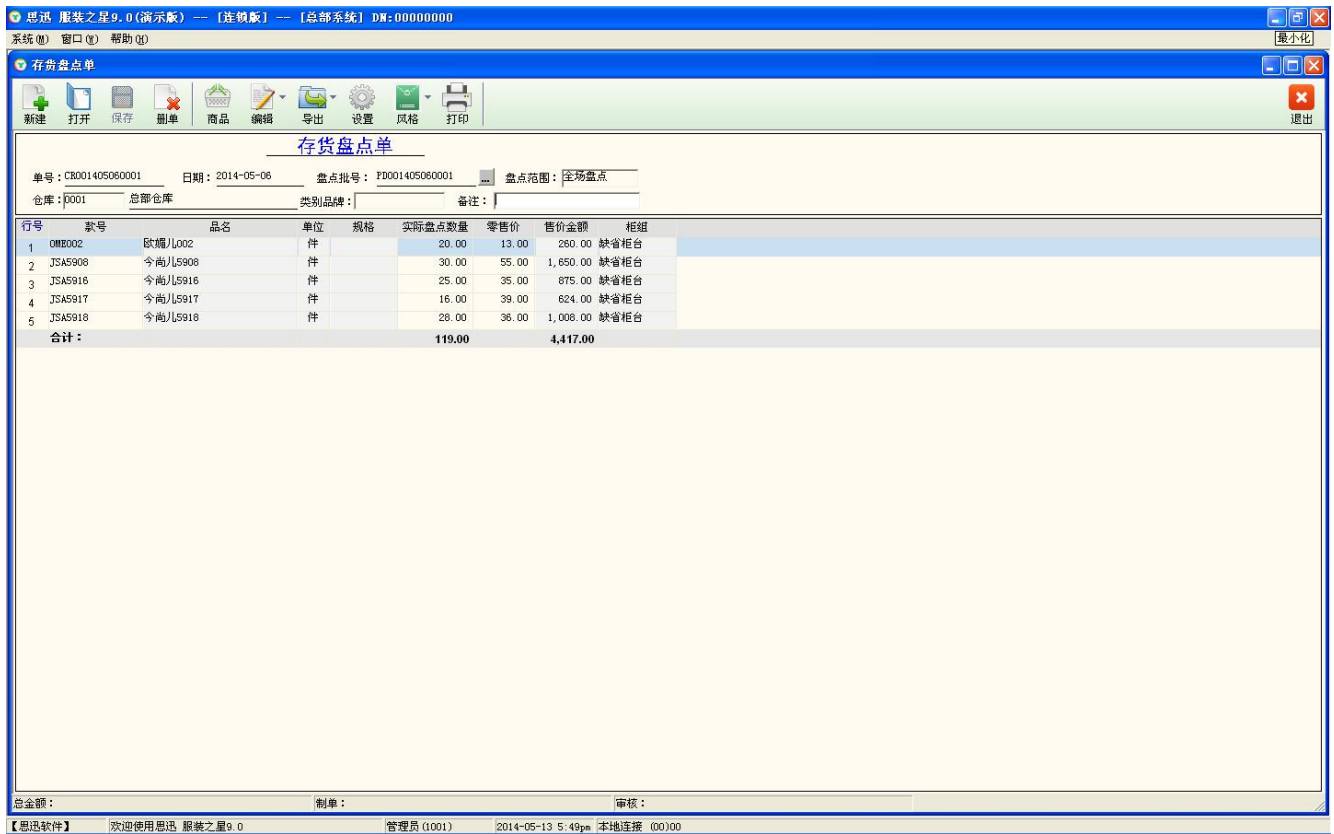 思迅 服装之星9.0(演示版) -- [连锁版] -- [总部系统] DN:00000000
系统(M) 窗口(W) 帮助(H)
最小化
存货盘点单
新建 打开 保存 删单 商品 编辑 导出 设置 风格 打印 退出
存货盘点单
单号：CR001405060001 日期：2014-05-06 盘点批号：PD001405060001 ... 盘点范围：全场盘点
仓库：0001 总部仓库 类别品牌： 备注：
行号 款号 品名 单位 规格 实际盘点数量 零售价 售价金额 柜组
1 OME002 欧媚儿002 件 20.00 13.00 260.00 缺省柜台
2 JSA5908 今尚儿5908 件 30.00 55.00 1,650.00 缺省柜台
3 JSA5916 今尚儿5916 件 25.00 35.00 875.00 缺省柜台
4 JSA5917 今尚儿5917 件 16.00 39.00 624.00 缺省柜台
5 JSA5918 今尚儿5918 件 28.00 36.00 1,008.00 缺省柜台
合计： 119.00 4,417.00
总金额： 制单： 审核：
【思迅软件】 欢迎使用思迅 服装之星9.0 管理员(1001) 2014-05-13 5:49pm 本地连接 (00)00